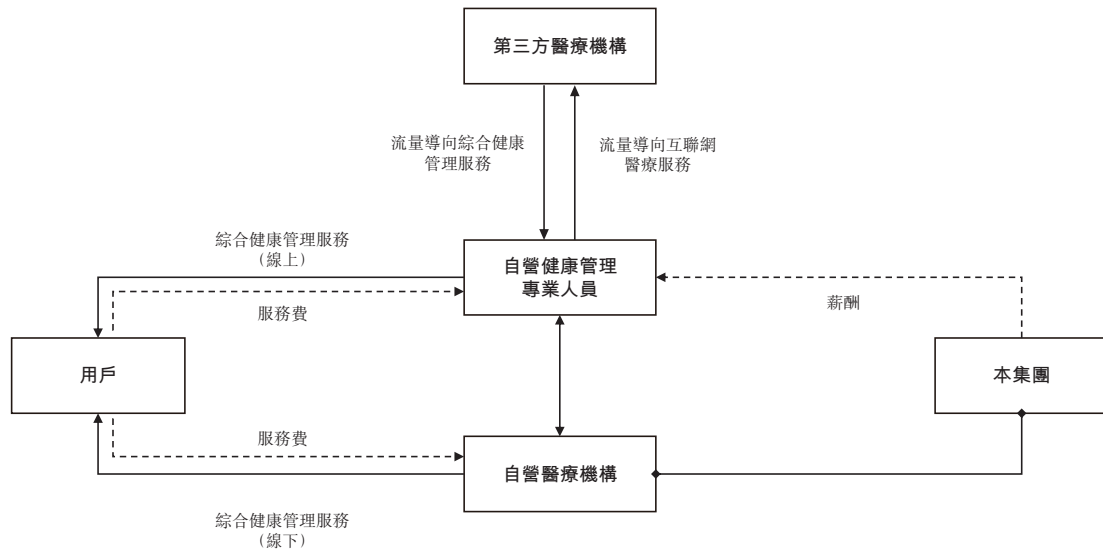 第三方醫療機構
流量導向綜合健康
管理服務
流量導向互聯網
醫療服務
綜合健康管理服務
(線上)
自營健康管理
專業人員
服務費
薪酬
用戶
本集團
服務費
自營醫療機構
綜合健康管理服務
(線下)